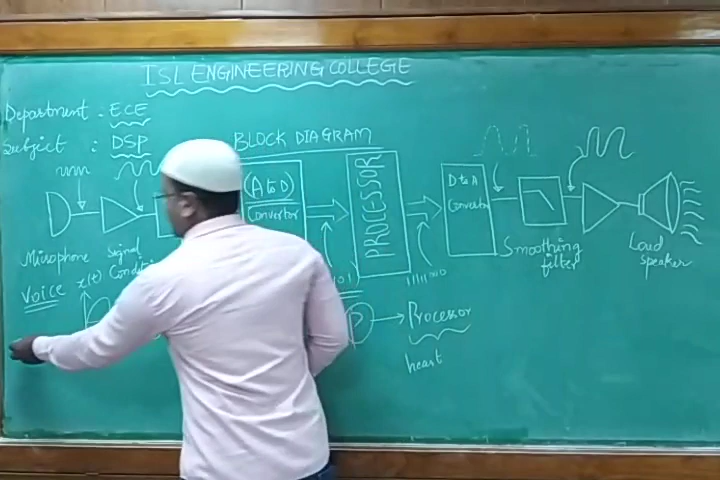 ISL ENGINEERING COLLEGE
Department - ECE
Subject : DSP
BLOCK DIAGRAM
Microphone
Signal
(A to D)
Convertor
PROCESSOR
D to A
Convertor
Smoothing
filter
Loud
speaker
Voice
x(t)
P → Processor
heart